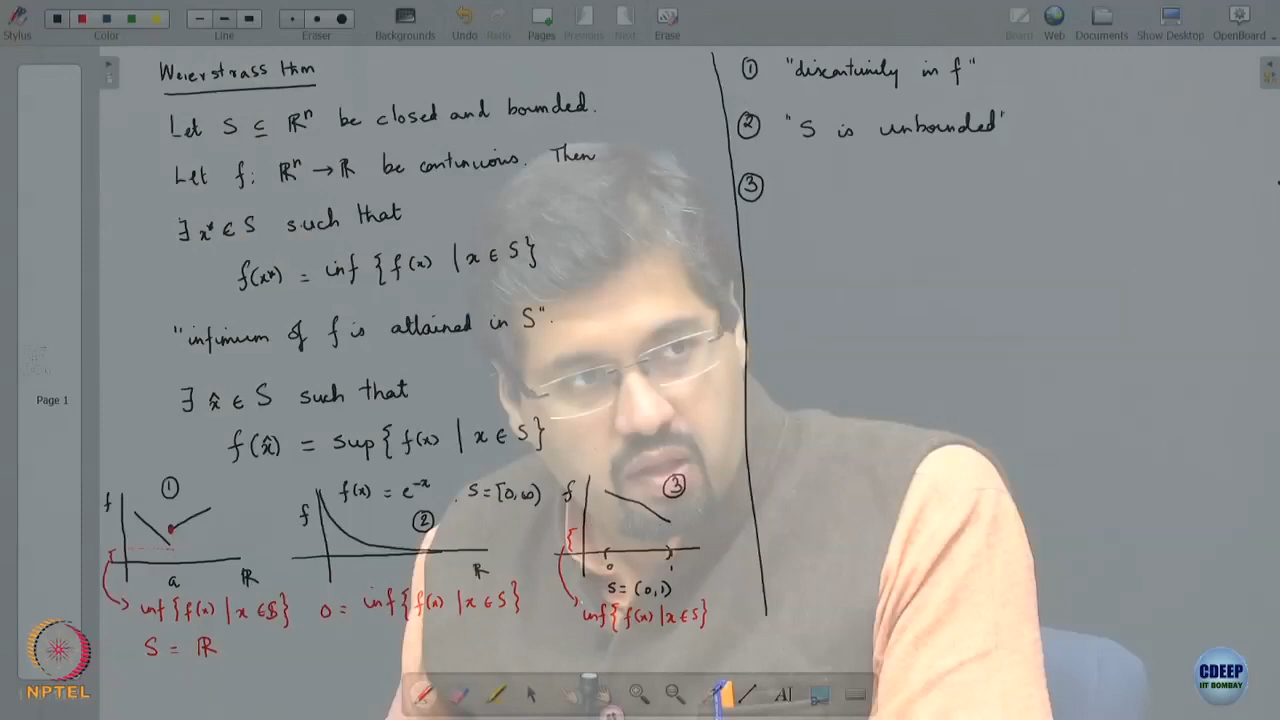 Stylus
Color
Line
Eraser
Backgrounds
Undo
Redo
Pages
Previous
Next
Erase
Board
Web
Documents
Show Desktop
OpenBoard
Page 1
Weierstrass thm
Let S ⊆ ℝⁿ be closed and bounded.
Let f: ℝⁿ → ℝ be continuous. Then
∃ x* ∈ S such that
f(x*) = inf {f(x) | x ∈ S}
"infimum of f is attained in S".
∃ x̂ ∈ S such that
f(x̂) = sup{f(x) | x ∈ S}
① f a ℝ
inf {f(x) | x ∈ S}
S = ℝ
f(x) = e⁻ˣ . S = [0, ∞)
② f ℝ
0 = inf {f(x) | x ∈ S}
③ f 0 1
S = (0,1)
inf {f(x) | x ∈ S}
① "discontinuity in f"
② "S is unbounded"
③
NPTEL
CDEEP
IIT BOMBAY